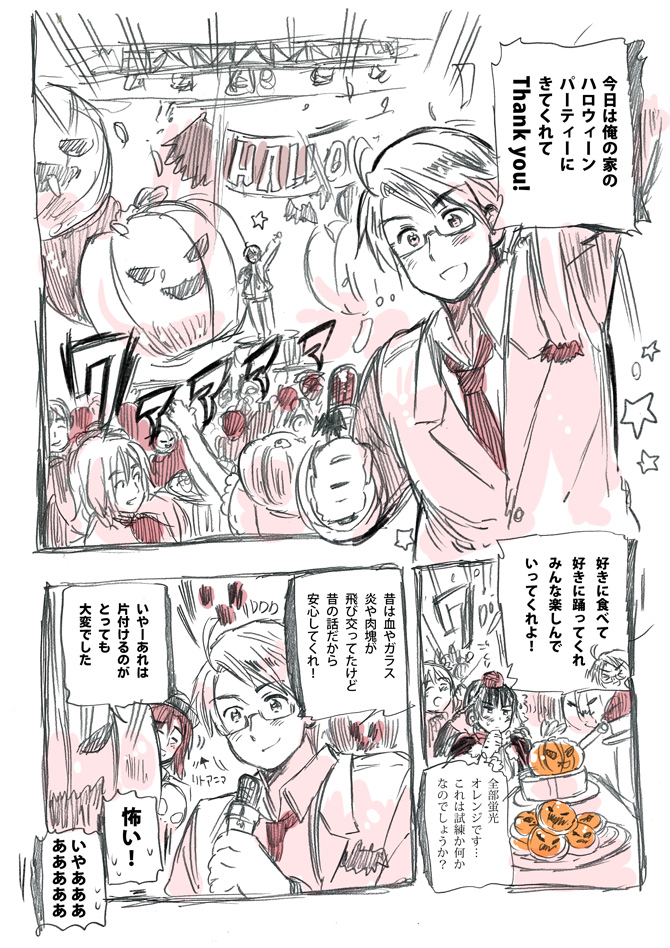 今日は俺の家の
ハロウィーン
パーティーに
きてくれて
Thank you!
ワァァァァ
好きに食べて
好きに踊ってくれ
みんな楽しんで
いってくれよ!
全部蛍光
オレンジです…
これは試練か何か
なのでしょうか?
昔は血やガラス
炎や肉塊が
飛び交ってたけど
昔の話だから
安心してくれ!
いやーあれは
片付けるのが
とっても
大変でした
リトアニア
怖い!
いやあああ
あああああ